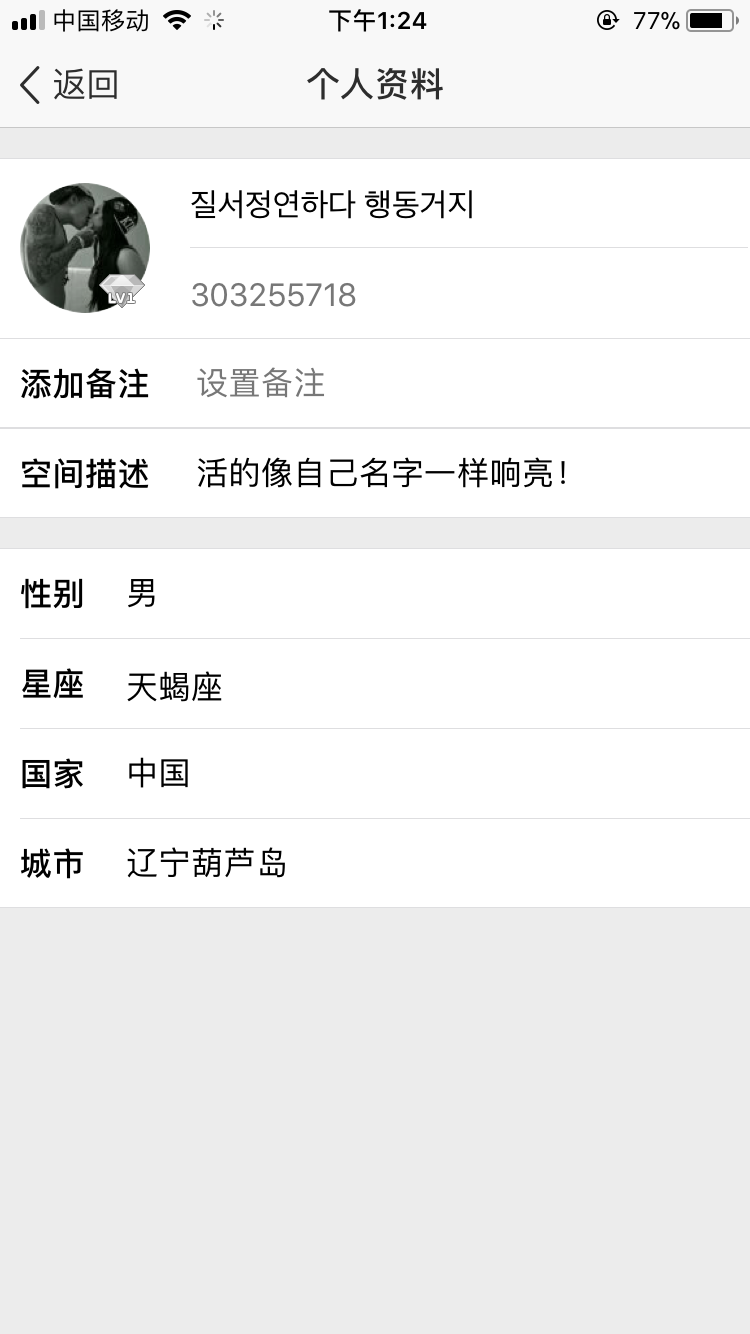 中国移动 下午1:24 77%
返回 个人资料
질서정연하다 행동거지
LV1
303255718
添加备注 设置备注
空间描述 活的像自己名字一样响亮！
性别 男
星座 天蝎座
国家 中国
城市 辽宁葫芦岛